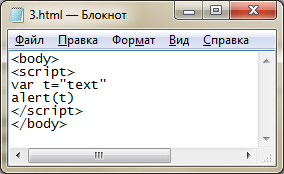 3.html — Блокнот
Файл Правка Формат Вид Справка
<body>
<script>
var t="text"
alert(t)
</script>
</body>